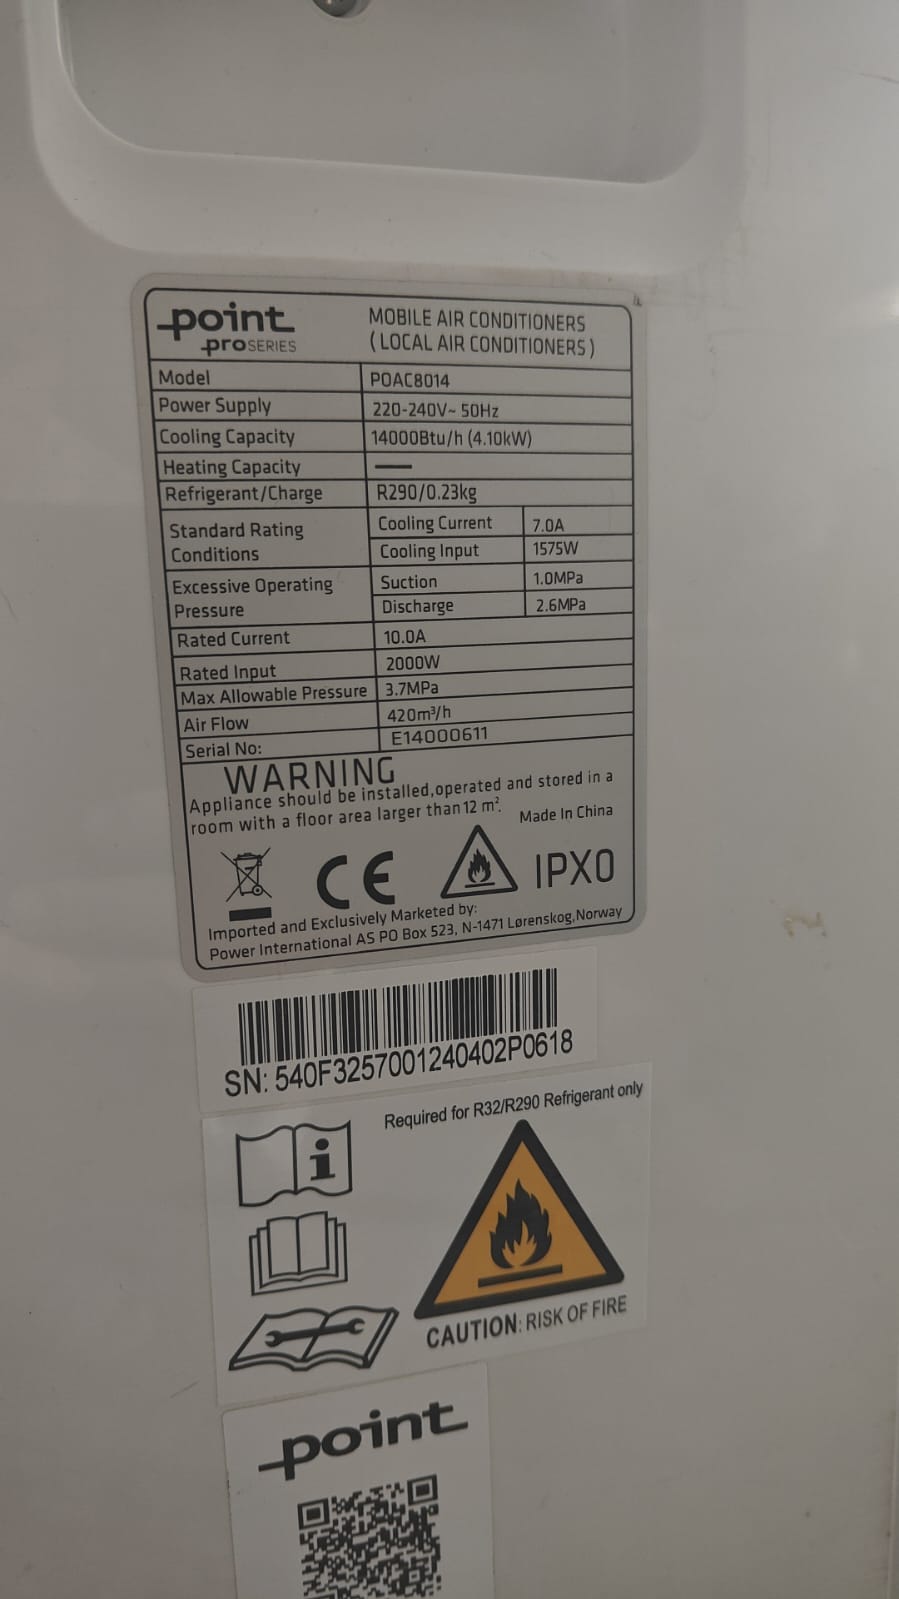 point
pro SERIES
MOBILE AIR CONDITIONERS
(LOCAL AIR CONDITIONERS)
Model POAC8014
Power Supply 220-240V~ 50Hz
Cooling Capacity 14000Btu/h (4.10kW)
Heating Capacity —
Refrigerant/Charge R290/0.23kg
Standard Rating Conditions Cooling Current 7.0A
Cooling Input 1575W
Excessive Operating Pressure Suction 1.0MPa
Discharge 2.6MPa
Rated Current 10.0A
Rated Input 2000W
Max Allowable Pressure 3.7MPa
Air Flow 420m³/h
Serial No: E14000611
WARNING
Appliance should be installed,operated and stored in a
room with a floor area larger than 12 m².
Made In China
CE IPX0
Imported and Exclusively Marketed by:
Power International AS PO Box 523, N-1471 Lørenskog,Norway
SN: 540F3257001240402P0618
Required for R32/R290 Refrigerant only
i
CAUTION: RISK OF FIRE
point